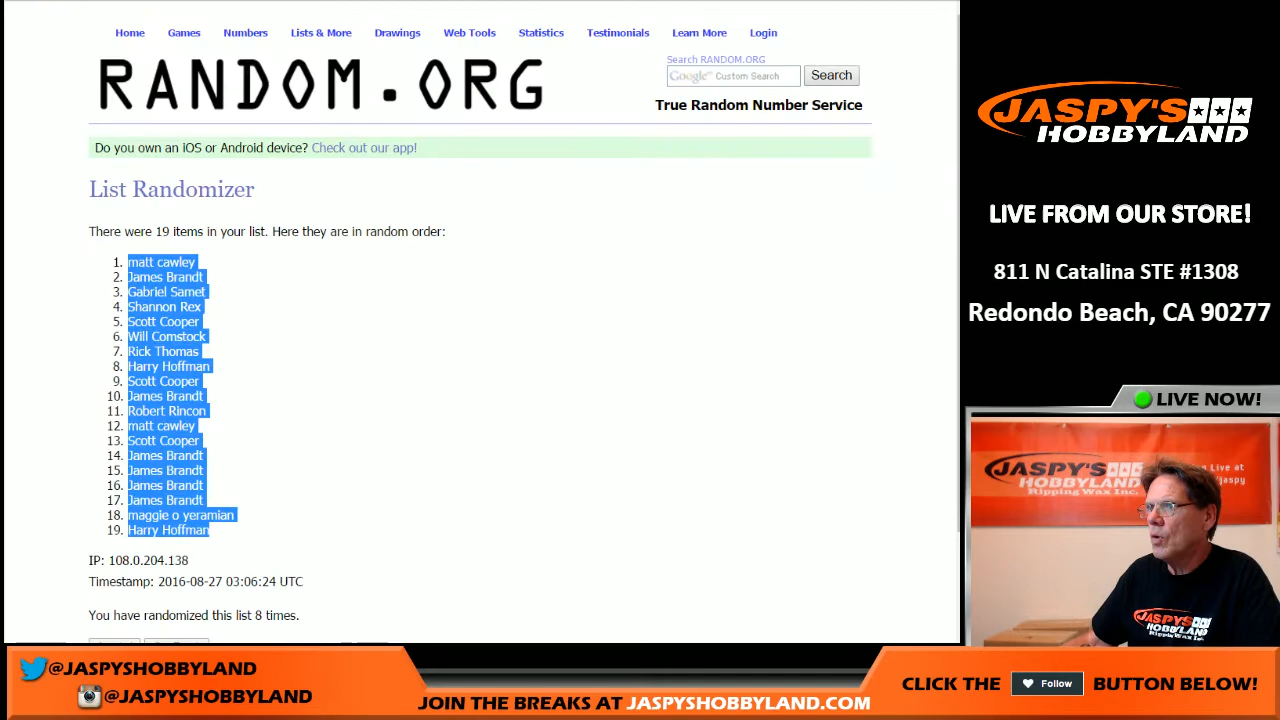 Home Games Numbers Lists & More Drawings Web Tools Statistics Testimonials Learn More Login
RANDOM.ORG
Search RANDOM.ORG
Google™ Custom Search Search
True Random Number Service
Do you own an iOS or Android device? Check out our app!
List Randomizer
There were 19 items in your list. Here they are in random order:
1. matt cawley
2. James Brandt
3. Gabriel Samet
4. Shannon Rex
5. Scott Cooper
6. Will Comstock
7. Rick Thomas
8. Harry Hoffman
9. Scott Cooper
10. James Brandt
11. Robert Rincon
12. matt cawley
13. Scott Cooper
14. James Brandt
15. James Brandt
16. James Brandt
17. James Brandt
18. maggie o yeramian
19. Harry Hoffman
IP: 108.0.204.138
Timestamp: 2016-08-27 03:06:24 UTC
You have randomized this list 8 times.
JASPY'S
HOBBYLAND
LIVE FROM OUR STORE!
811 N Catalina STE #1308
Redondo Beach, CA 90277
LIVE NOW!
JASPY'S
HOBBYLAND
Ripping Wax Inc.
Live at
/jaspy
JASPY'S
HOBBYLAND
Ripping Wax
@JASPYSHOBBYLAND
@JASPYSHOBBYLAND
JOIN THE BREAKS AT JASPYSHOBBYLAND.COM
CLICK THE Follow BUTTON BELOW!